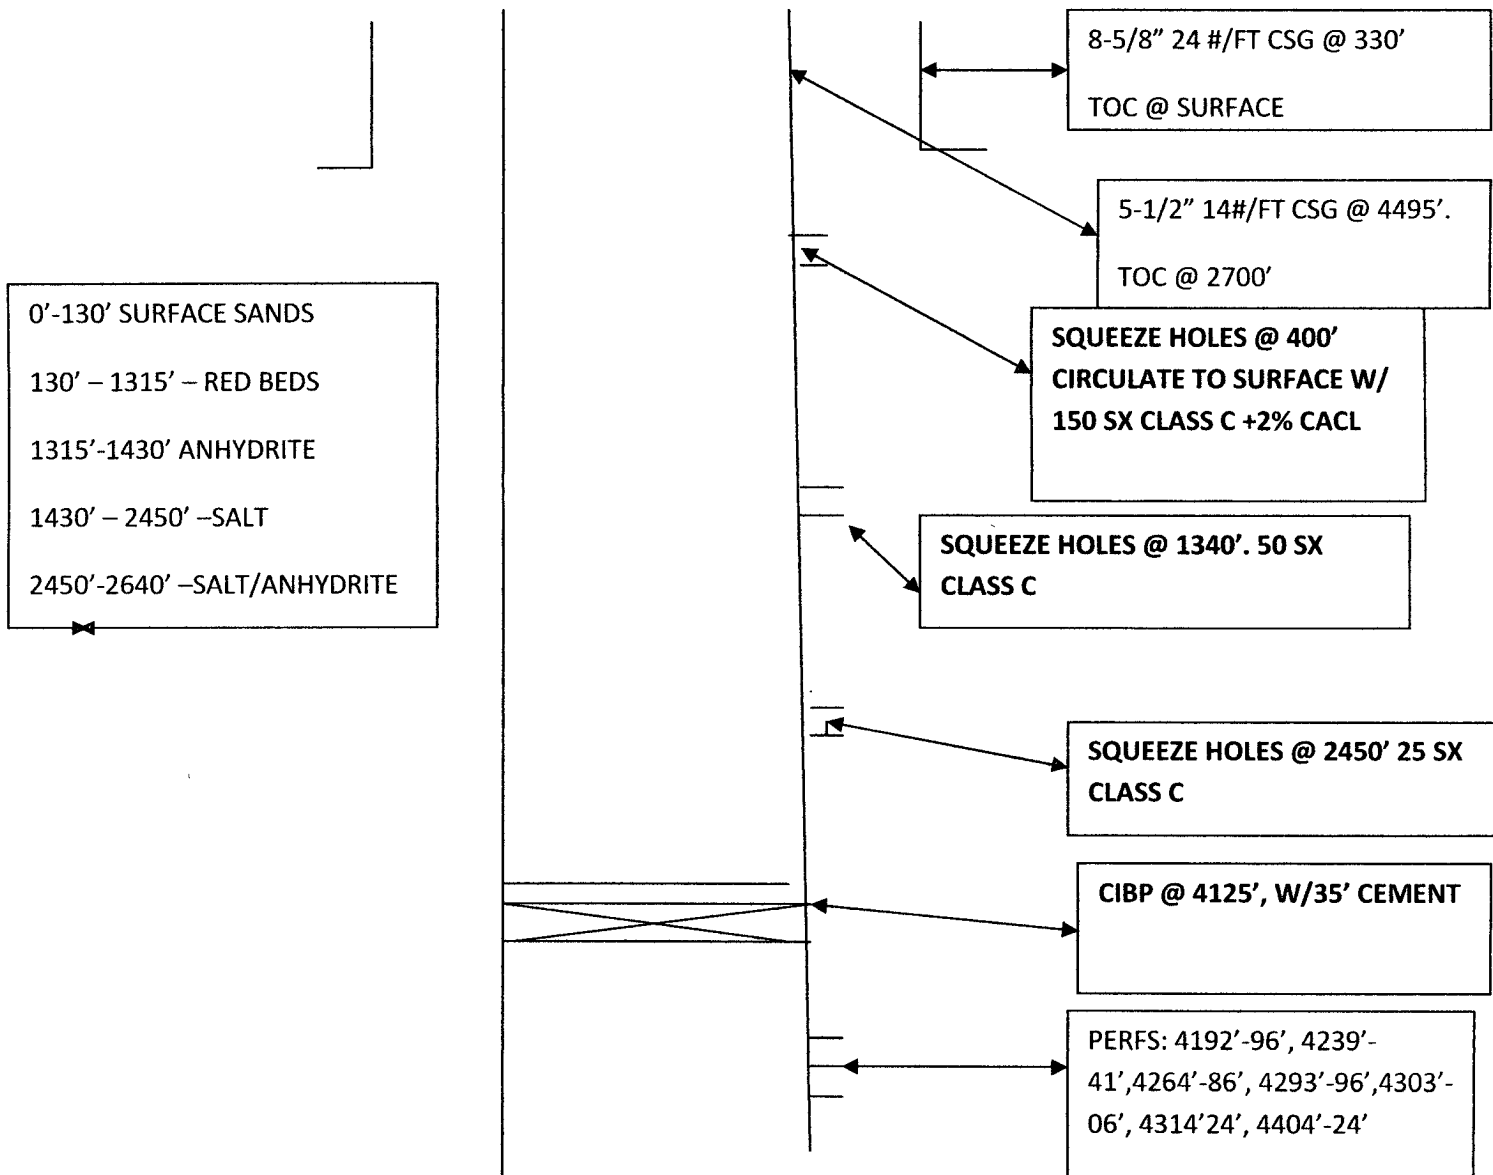 8-5/8” 24 #/FT CSG @ 330’
TOC @ SURFACE
5-1/2” 14#/FT CSG @ 4495’.
TOC @ 2700’
0’-130’ SURFACE SANDS
130’ – 1315’ – RED BEDS
1315’-1430’ ANHYDRITE
1430’ – 2450’ –SALT
2450’-2640’ –SALT/ANHYDRITE
SQUEEZE HOLES @ 400’
CIRCULATE TO SURFACE W/
150 SX CLASS C +2% CACL
SQUEEZE HOLES @ 1340’. 50 SX
CLASS C
SQUEEZE HOLES @ 2450’ 25 SX
CLASS C
CIBP @ 4125’, W/35’ CEMENT
PERFS: 4192’-96’, 4239’-
41’,4264’-86’, 4293’-96’,4303’-
06’, 4314’24’, 4404’-24’